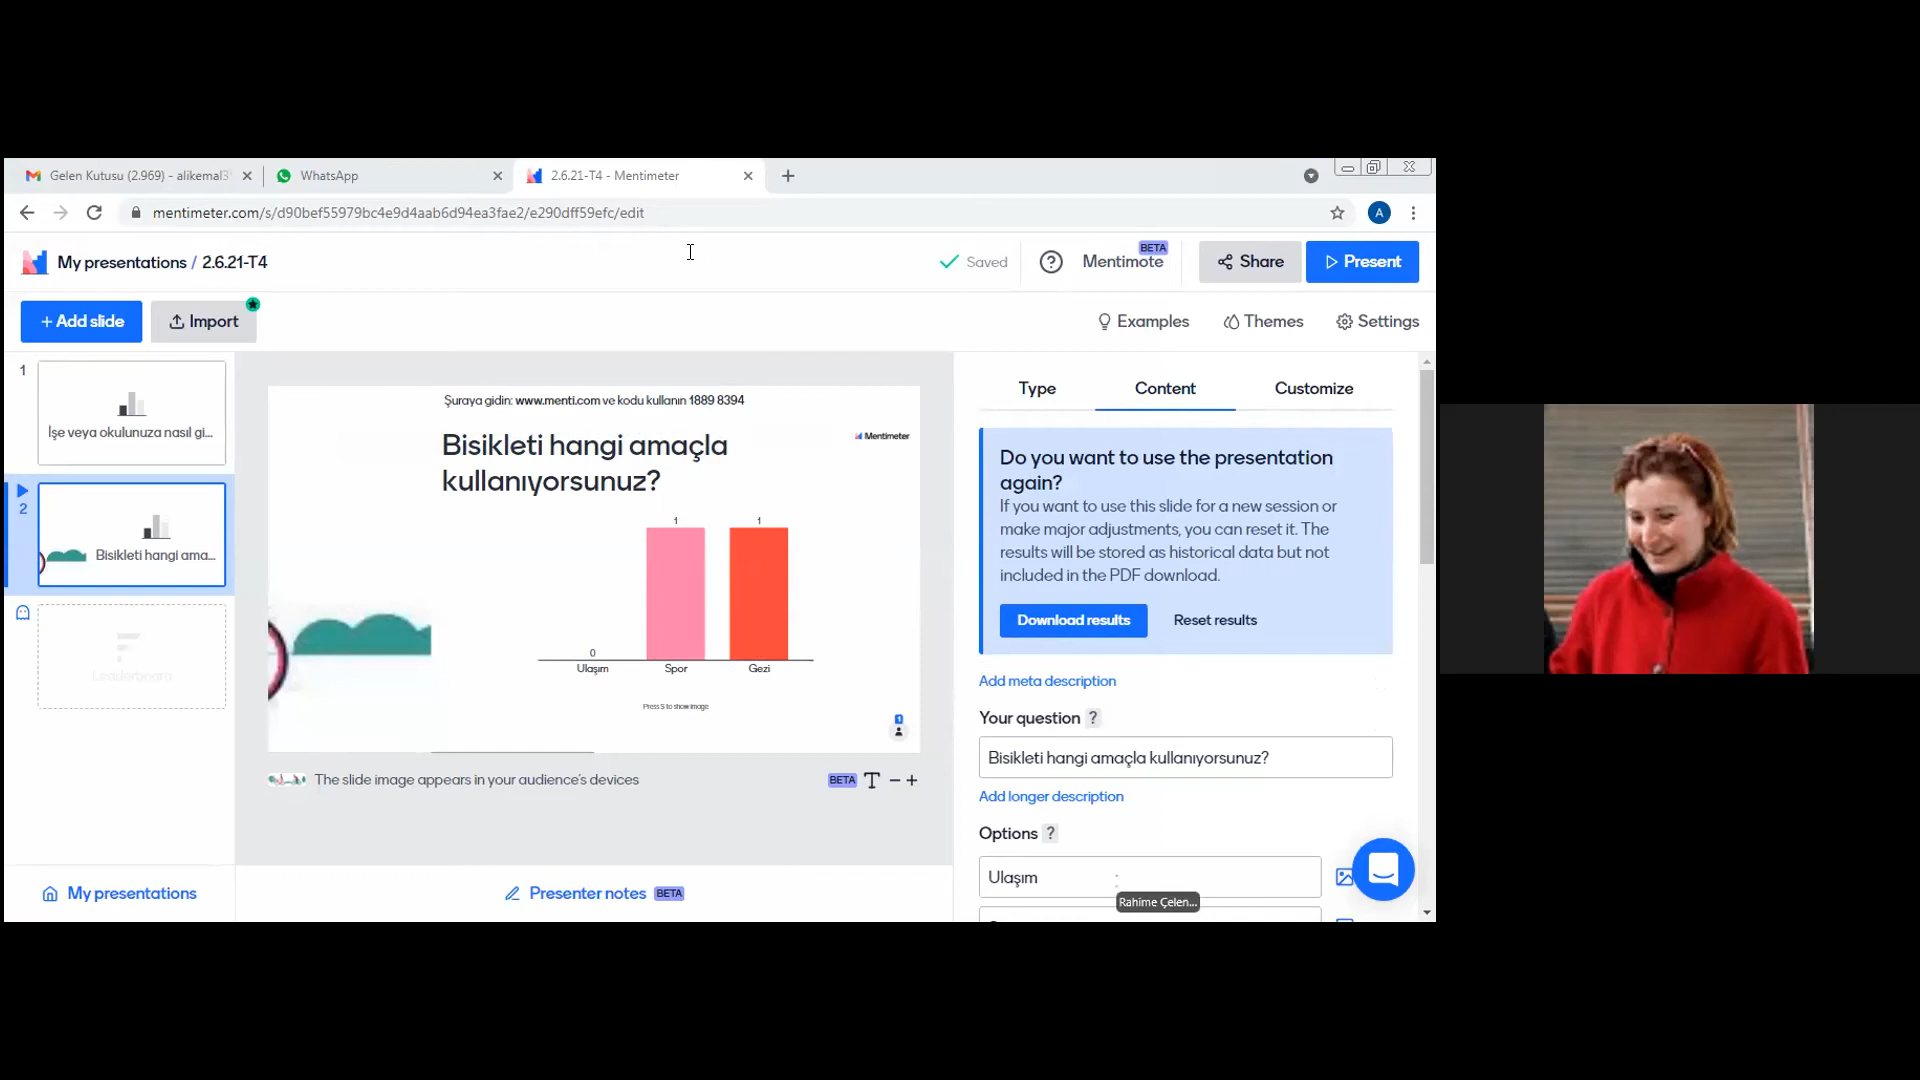 Gelen Kutusu (2.969) - alikemal3
WhatsApp
2.6.21-T4 - Mentimeter
mentimeter.com/s/d90bef55979bc4e9d4aab6d94ea3fae2/e290dff59efc/edit
A
My presentations / 2.6.21-T4
Saved
Mentimote
BETA
Share
Present
+ Add slide
Import
Examples
Themes
Settings
1
İşe veya okulunuza nasıl gi...
2
Bisikleti hangi ama...
Leaderboard
Şuraya gidin: www.menti.com ve kodu kullanın 1889 8394
Mentimeter
Bisikleti hangi amaçla
kullanıyorsunuz?
0
1
1
Ulaşım
Spor
Gezi
Press S to show image
1
The slide image appears in your audience's devices
BETA T − +
My presentations
Presenter notes BETA
Type
Content
Customize
Do you want to use the presentation
again?
If you want to use this slide for a new session or
make major adjustments, you can reset it. The
results will be stored as historical data but not
included in the PDF download.
Download results
Reset results
Add meta description
Your question ?
Bisikleti hangi amaçla kullanıyorsunuz?
Add longer description
Options ?
Ulaşım
Rahime Çelen...